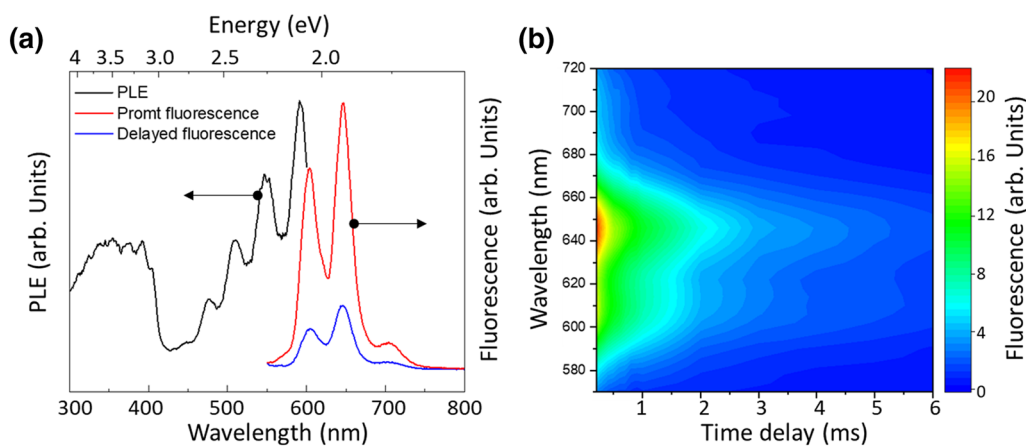 (a)
Energy (eV)
4 3.5 3.0 2.5 2.0
PLE
Promt fluorescence
Delayed fluorescence
PLE (arb. Units)
Fluorescence (arb. Units)
300 400 500 600 700 800
Wavelength (nm)
(b)
720
700
680
660
640
620
600
580
Wavelength (nm)
1 2 3 4 5 6
Time delay (ms)
20
16
12
8
4
0
Fluorescence (arb. Units)